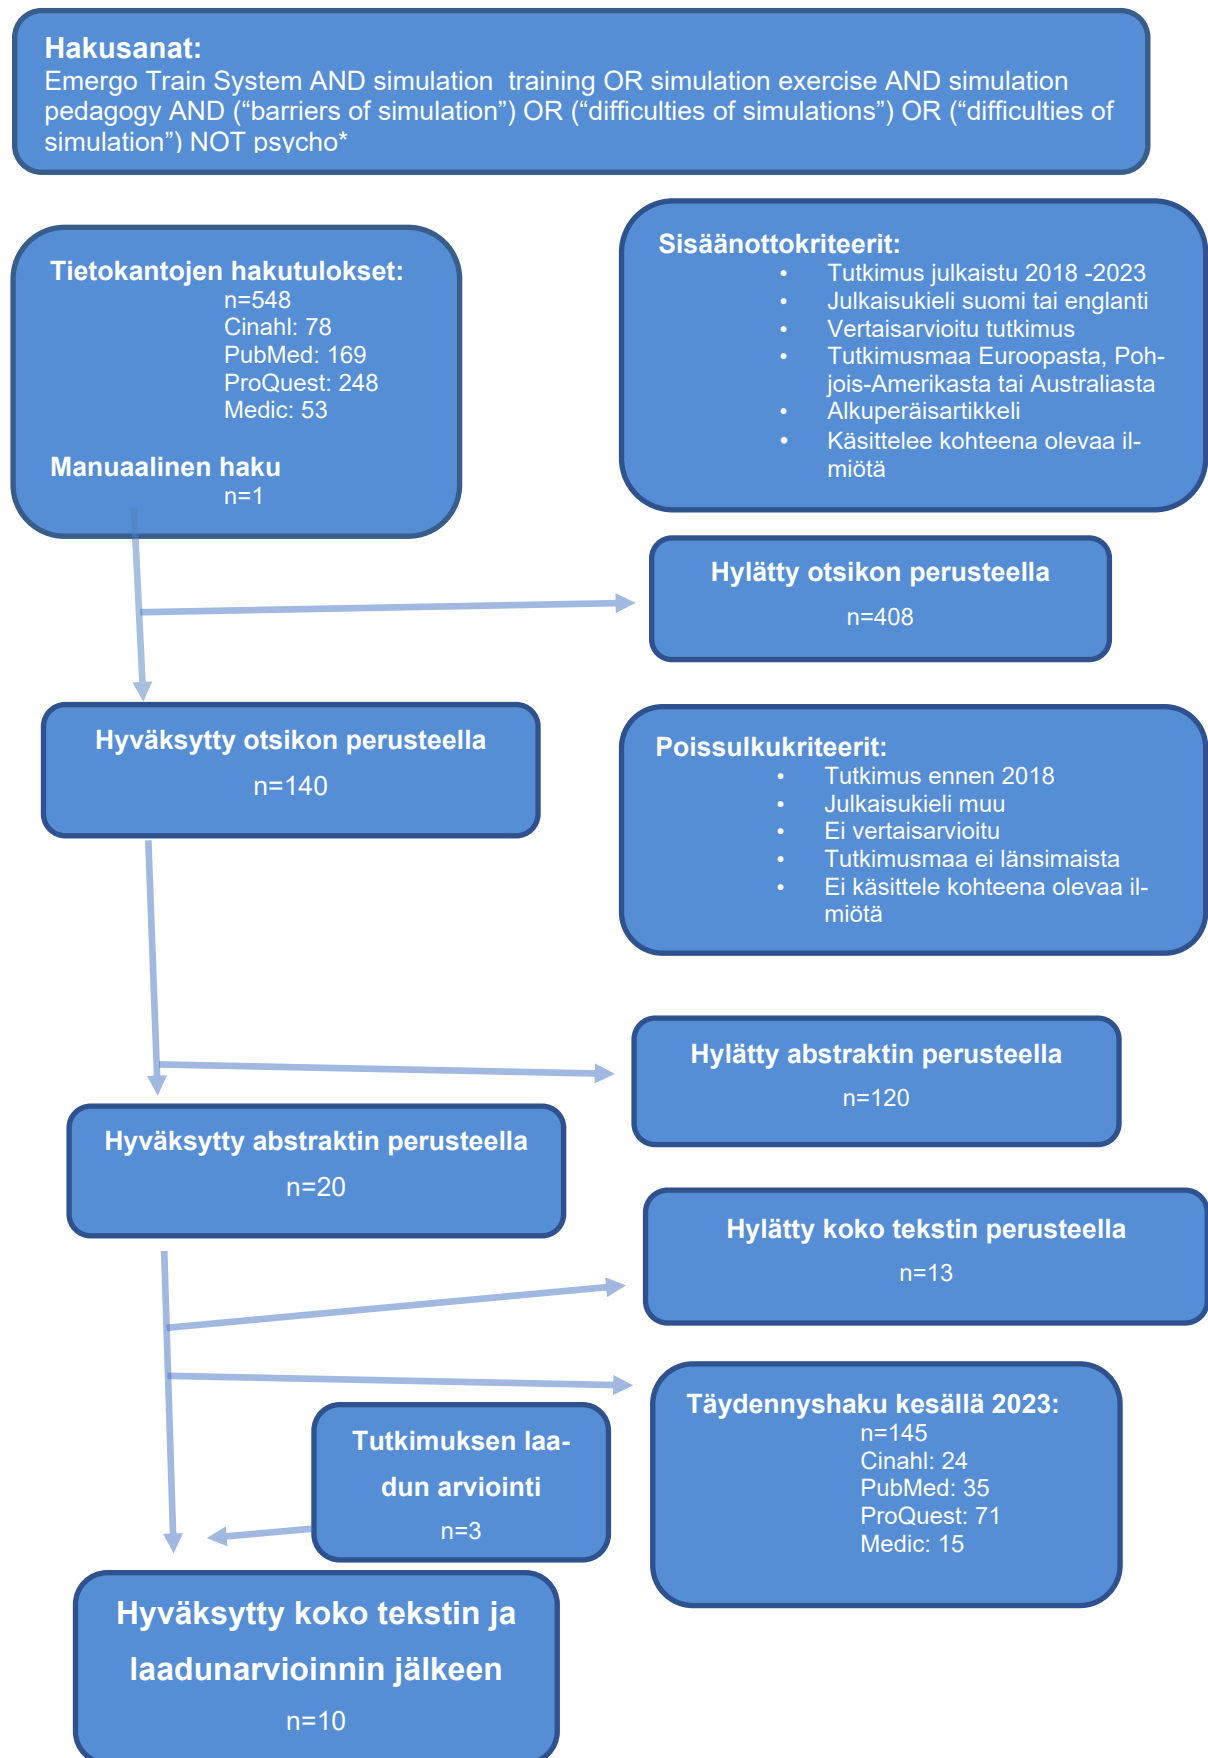 Hakusanat:
Emergo Train System AND simulation  training OR simulation exercise AND simulation
pedagogy AND (“barriers of simulation”) OR (“difficulties of simulations”) OR (“difficulties of
simulation”) NOT psycho*
Tietokantojen hakutulokset:
n=548
Cinahl: 78
PubMed: 169
ProQuest: 248
Medic: 53
Manuaalinen haku
n=1
Sisäänottokriteerit:
• Tutkimus julkaistu 2018 -2023
• Julkaisukieli suomi tai englanti
• Vertaisarvioitu tutkimus
• Tutkimusmaa Euroopasta, Poh-
jois-Amerikasta tai Australiasta
• Alkuperäisartikkeli
• Käsittelee kohteena olevaa il-
miötä
Hylätty otsikon perusteella
n=408
Hyväksytty otsikon perusteella
n=140
Poissulkukriteerit:
• Tutkimus ennen 2018
• Julkaisukieli muu
• Ei vertaisarvioitu
• Tutkimusmaa ei länsimaista
• Ei käsittele kohteena olevaa il-
miötä
Hylätty abstraktin perusteella
n=120
Hyväksytty abstraktin perusteella
n=20
Hylätty koko tekstin perusteella
n=13
Täydennyshaku kesällä 2023:
n=145
Cinahl: 24
PubMed: 35
ProQuest: 71
Medic: 15
Tutkimuksen laa-
dun arviointi
n=3
Hyväksytty koko tekstin ja
laadunarvioinnin jälkeen
n=10